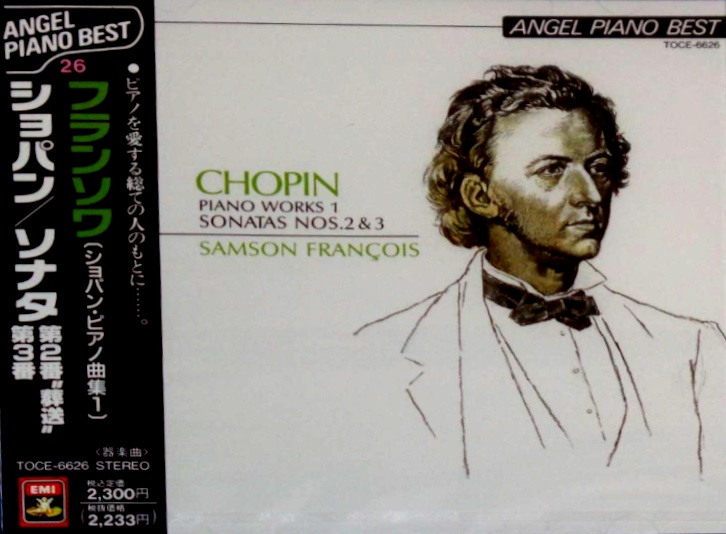 ANGEL
PIANO BEST
26
●ピアノを愛する総ての人のもとに……。
フランソワ〔ショパン・ピアノ曲集1〕
ショパン/ソナタ第2番“葬送”
第3番
〈器楽曲〉
TOCE-6626 STEREO
EMI
税込定価
2,300円
(税抜価格
2,233円)
ANGEL PIANO BEST
TOCE-6626
CHOPIN
PIANO WORKS 1
SONATAS NOS.2 & 3
SAMSON FRANÇOIS